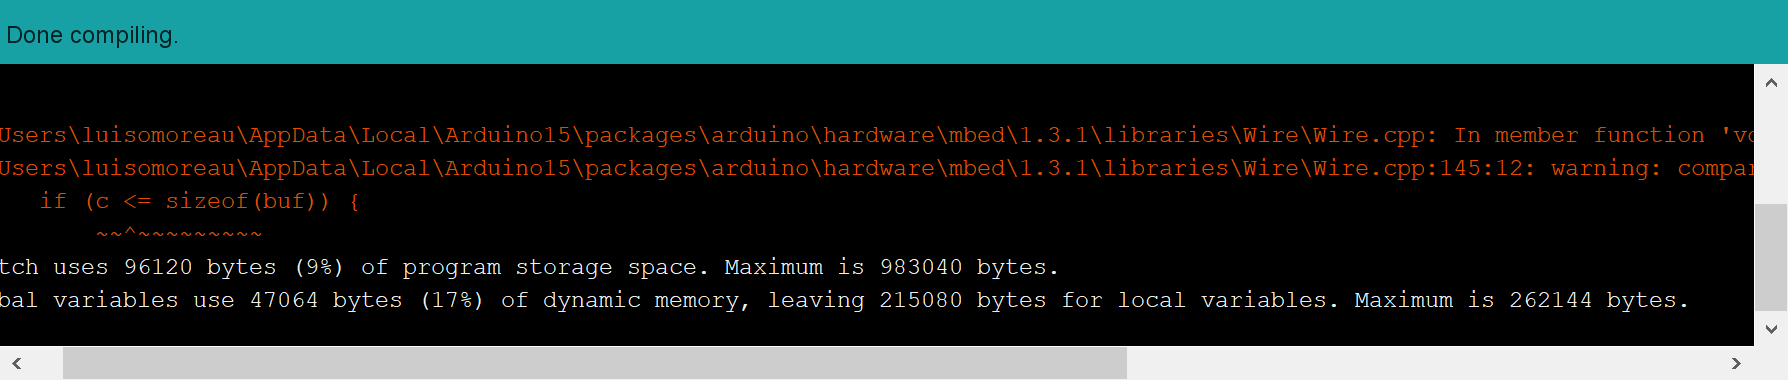 Done compiling.
Users\luisomoreau\AppData\Local\Arduino15\packages\arduino\hardware\mbed\1.3.1\libraries\Wire\Wire.cpp: In member function 'vo
Users\luisomoreau\AppData\Local\Arduino15\packages\arduino\hardware\mbed\1.3.1\libraries\Wire\Wire.cpp:145:12: warning: compar
if (c <= sizeof(buf)) {
~~^~~~~~~~~~
tch uses 96120 bytes (9%) of program storage space. Maximum is 983040 bytes.
bal variables use 47064 bytes (17%) of dynamic memory, leaving 215080 bytes for local variables. Maximum is 262144 bytes.